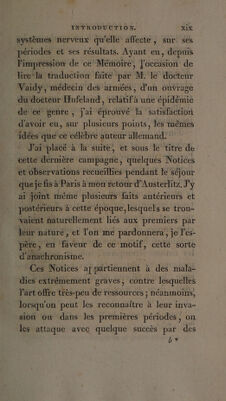 INTRODUCTION. xix
systèmes nerveux qu'elle affecte, sur ses
périodes et ses résultats. Ayant eu, depuis
l'impression de ce Mémoire, l'occasion de
lire la traduction faite par M. le docteur
Vaidy, médecin des armées, d'un ouvrage
du docteur Hufeland, relatif à une épidémie
de ce genre, j'ai éprouvé la satisfaction
d'avoir eu, sur plusieurs points, les mêmes
idées que ce célèbre auteur allemand.
J'ai placé à la suite, et sous le titre de
cette dernière campagne, quelques Notices
et observations recueillies pendant le séjour
que je fis à Paris à mon retour d'Austerlitz. J'y
ai joint même plusieurs faits antérieurs et
postérieurs à cette époque, lesquels se trou-
vaient naturellement liés aux premiers par
leur nature, et l'on me pardonnera, je l'es-
père, en faveur de ce motif, cette sorte
d'anachronisme.
Ces Notices appartiennent à des mala-
dies extrêmement graves, contre lesquelles
l'art offre très-peu de ressources; néanmoins,
lorsqu'on peut les reconnaître à leur inva-
sion ou dans les premières périodes, on
les attaque avec quelque succès par des
b *